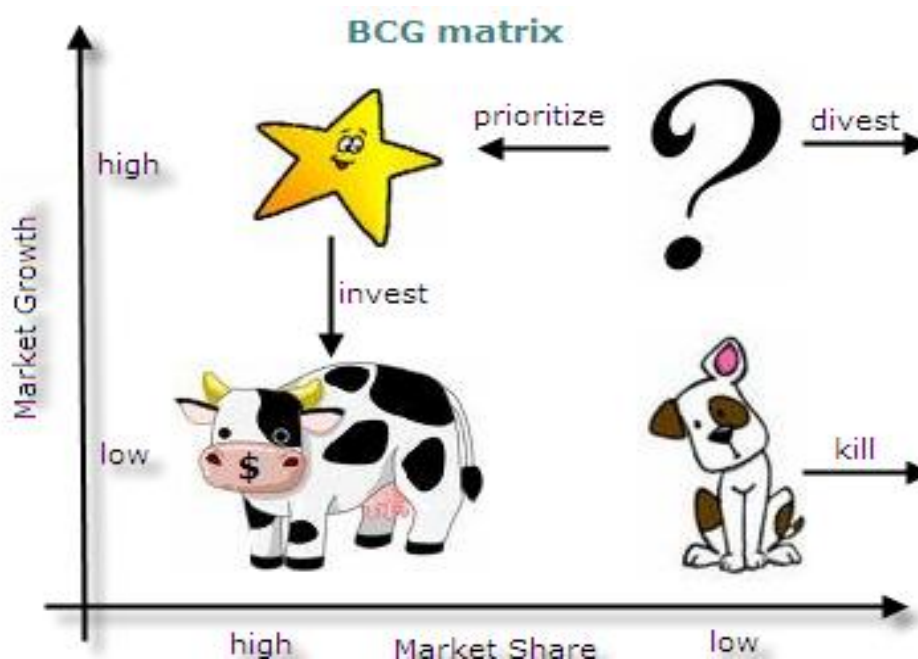 BCG matrix
prioritize
divest
high
invest
Market Growth
low
$
kill
high
Market Share
low